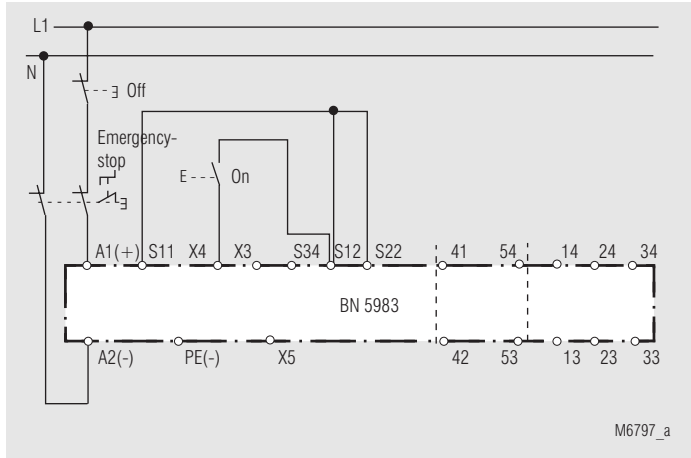 L1
N
Off
Emergency-
stop
E On
A1(+) S11 X4 X3 S34 S12 S22 41 54 14 24 34
BN 5983
A2(-) PE(-) X5 42 53 13 23 33
M6797_a